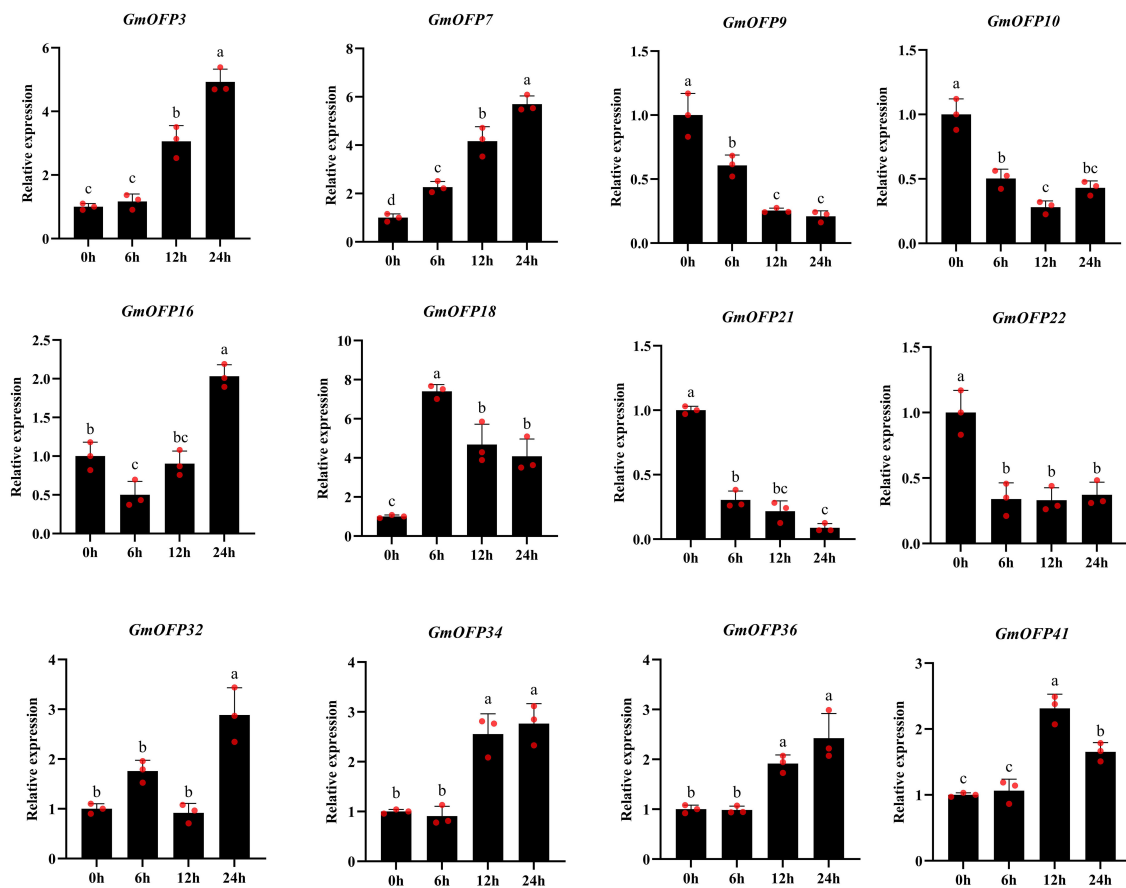 GmOFP3
Relative expression
6
4
2
0
c
c
b
a
0h
6h
12h
24h
GmOFP7
Relative expression
8
6
4
2
0
d
c
b
a
0h
6h
12h
24h
GmOFP9
Relative expression
1.5
1.0
0.5
0.0
a
b
c
c
0h
6h
12h
24h
GmOFP10
Relative expression
1.5
1.0
0.5
0.0
a
b
c
bc
0h
6h
12h
24h
GmOFP16
Relative expression
2.5
2.0
1.5
1.0
0.5
0.0
b
c
bc
a
0h
6h
12h
24h
GmOFP18
Relative expression
10
8
6
4
2
0
c
a
b
b
0h
6h
12h
24h
GmOFP21
Relative expression
1.5
1.0
0.5
0.0
a
b
bc
c
0h
6h
12h
24h
GmOFP22
Relative expression
1.5
1.0
0.5
0.0
a
b
b
b
0h
6h
12h
24h
GmOFP32
Relative expression
4
3
2
1
0
b
b
b
a
0h
6h
12h
24h
GmOFP34
Relative expression
4
3
2
1
0
b
b
a
a
0h
6h
12h
24h
GmOFP36
Relative expression
4
3
2
1
0
b
b
a
a
0h
6h
12h
24h
GmOFP41
Relative expression
3
2
1
0
c
c
a
b
0h
6h
12h
24h